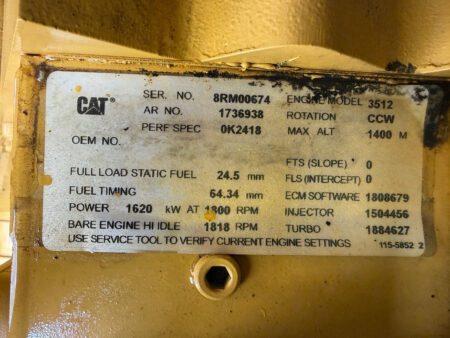 CAT
SER. NO. 8RM00674 ENGINE MODEL 3512
AR NO. 1736938 ROTATION CCW
PERF SPEC 0K2418 MAX ALT 1400 M
OEM NO.
FULL LOAD STATIC FUEL 24.5 mm FTS (SLOPE) 0
FUEL TIMING 64.34 mm FLS (INTERCEPT) 0
POWER 1620 kW AT 1800 RPM ECM SOFTWARE 1808679
INJECTOR 1504456
BARE ENGINE HI IDLE 1818 RPM TURBO 1884627
USE SERVICE TOOL TO VERIFY CURRENT ENGINE SETTINGS 115-5852 2